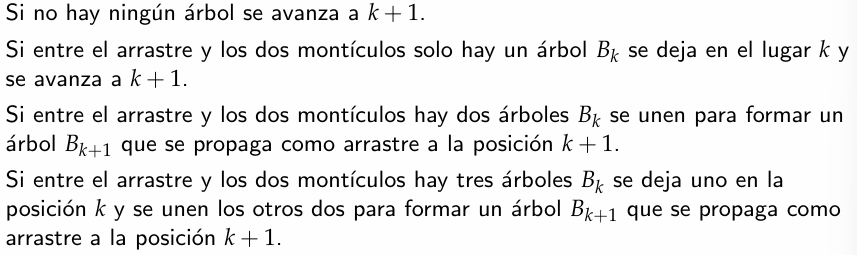 Si no hay ningún árbol se avanza a k + 1.
Si entre el arrastre y los dos montículos solo hay un árbol B_k se deja en el lugar k y
se avanza a k + 1.
Si entre el arrastre y los dos montículos hay dos árboles B_k se unen para formar un
árbol B_{k+1} que se propaga como arrastre a la posición k + 1.
Si entre el arrastre y los dos montículos hay tres árboles B_k se deja uno en la
posición k y se unen los otros dos para formar un árbol B_{k+1} que se propaga como
arrastre a la posición k + 1.